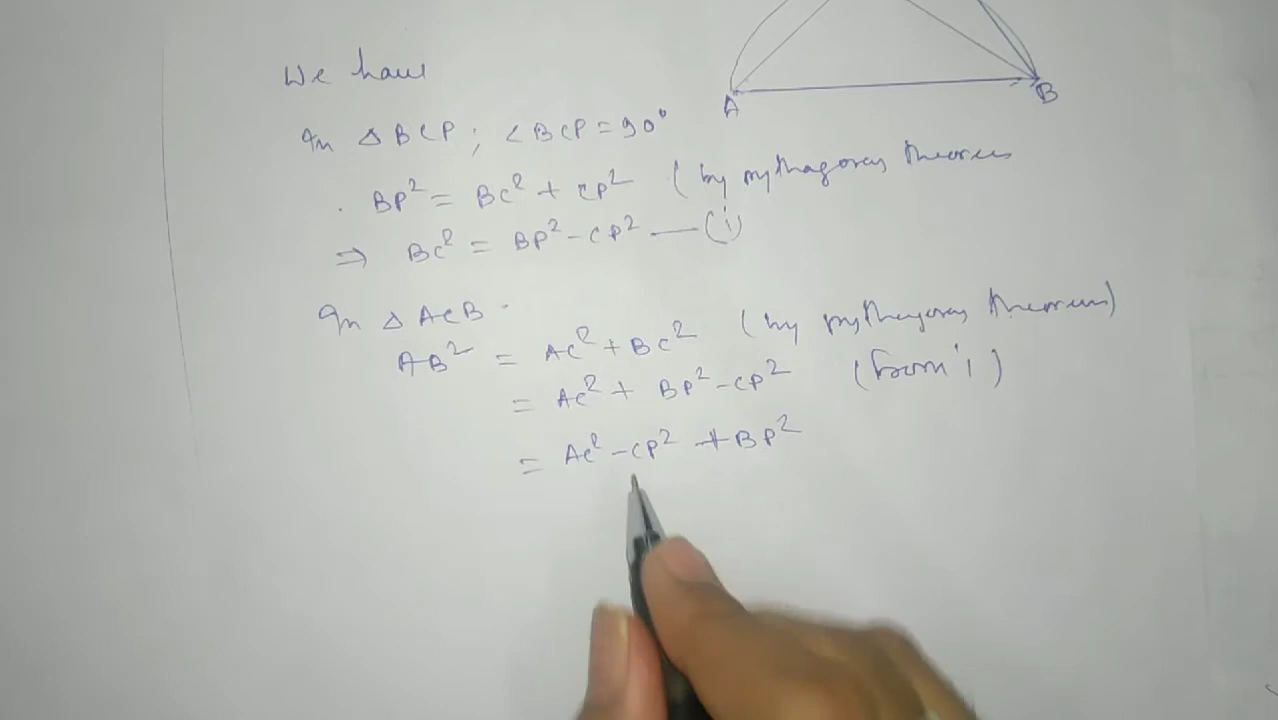 A
B
We have
In △BCP; ∠BCP = 90°
BP² = BC² + CP² (by pythagoras theorem
⇒ BC² = BP² - CP² — (i)
In △ACB
AB² = AC² + BC² (by pythagoras theorem)
= AC² + BP² - CP² (from i)
= AC² - CP² + BP²